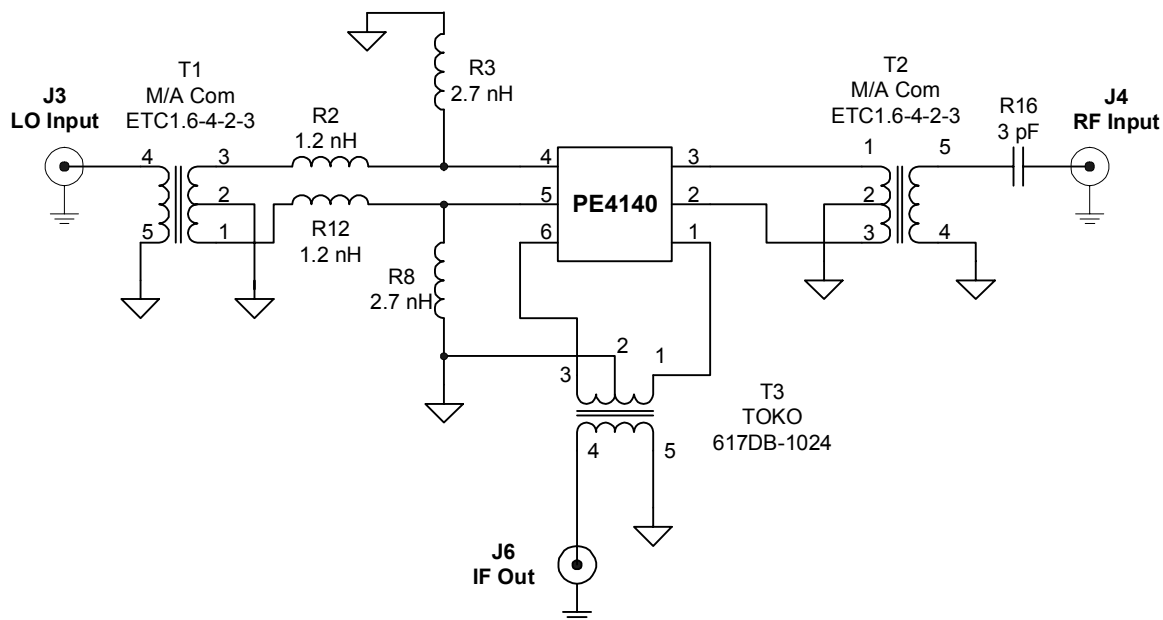 T1
M/A Com
ETC1.6-4-2-3
J3
LO Input
R2
1.2 nH
R3
2.7 nH
T2
M/A Com
ETC1.6-4-2-3
R16
3 pF
J4
RF Input
4
3
2
5
1
R12
1.2 nH
R8
2.7 nH
4
5
6
PE4140
3
2
1
1
2
3
5
4
3
2
1
4
5
T3
TOKO
617DB-1024
J6
IF Out